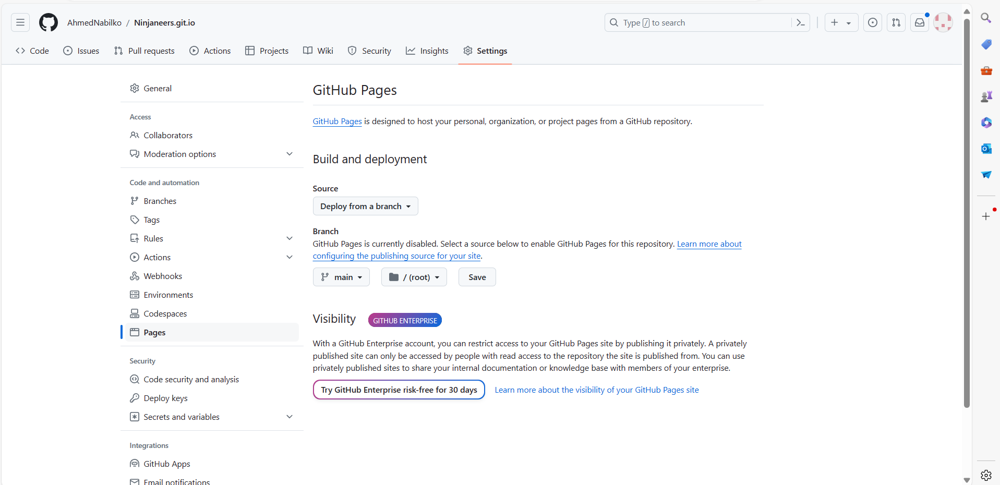 AhmedNabilko / Ninjaneers.git.io
Type / to search
Code
Issues
Pull requests
Actions
Projects
Wiki
Security
Insights
Settings
General
Access
Collaborators
Moderation options
Code and automation
Branches
Tags
Rules
Actions
Webhooks
Environments
Codespaces
Pages
Security
Code security and analysis
Deploy keys
Secrets and variables
Integrations
GitHub Apps
Email notifications
GitHub Pages
GitHub Pages is designed to host your personal, organization, or project pages from a GitHub repository.
Build and deployment
Source
Deploy from a branch
Branch
GitHub Pages is currently disabled. Select a source below to enable GitHub Pages for this repository. Learn more about
configuring the publishing source for your site.
main
/ (root)
Save
Visibility
GITHUB ENTERPRISE
With a GitHub Enterprise account, you can restrict access to your GitHub Pages site by publishing it privately. A privately
published site can only be accessed by people with read access to the repository the site is published from. You can use
privately published sites to share your internal documentation or knowledge base with members of your enterprise.
Try GitHub Enterprise risk-free for 30 days
Learn more about the visibility of your GitHub Pages site